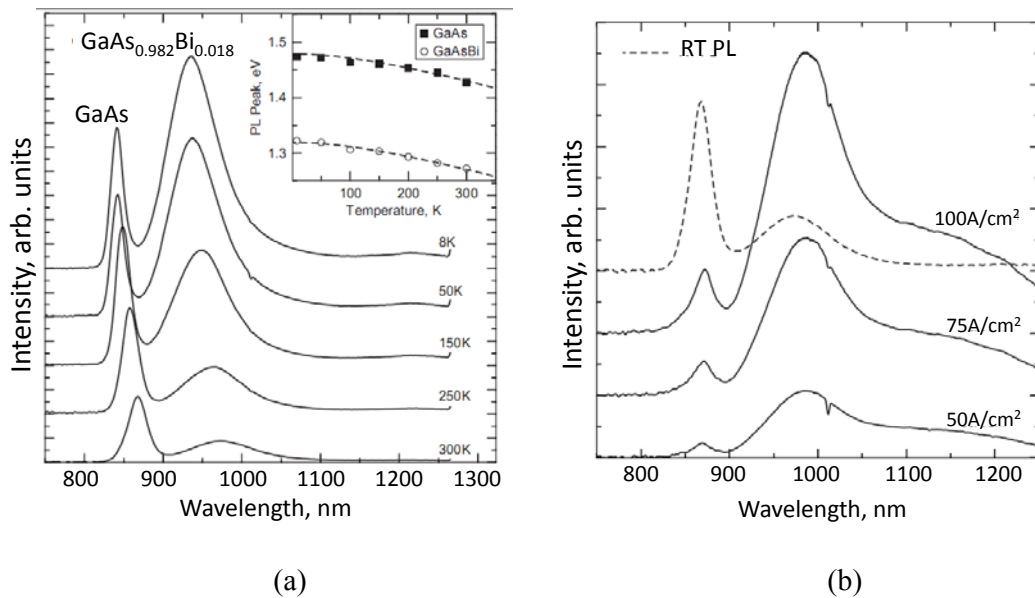 GaAs0.982Bi0.018
GaAs
Intensity, arb. units
8K
50K
150K
250K
300K
800 900 1000 1100 1200 1300
Wavelength, nm
PL Peak, eV
1.5
1.4
1.3
100 200 300
Temperature, K
GaAs
GaAsBi
(a)
RT PL
Intensity, arb. units
100A/cm2
75A/cm2
50A/cm2
800 900 1000 1100 1200
Wavelength, nm
(b)